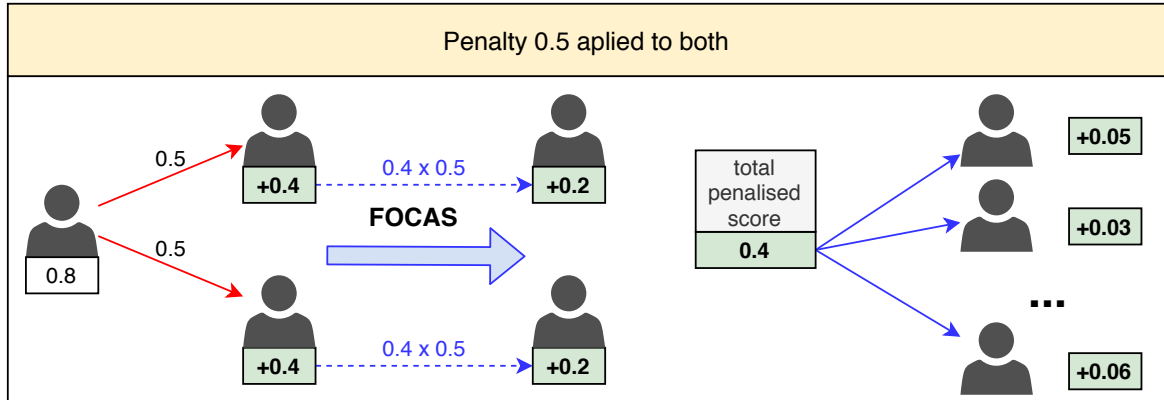 Penalty 0.5 aplied to both
0.5
+0.4
0.4 x 0.5
+0.2
0.8
0.5
FOCAS
+0.4
0.4 x 0.5
+0.2
total
penalised
score
0.4
+0.05
+0.03
...
+0.06